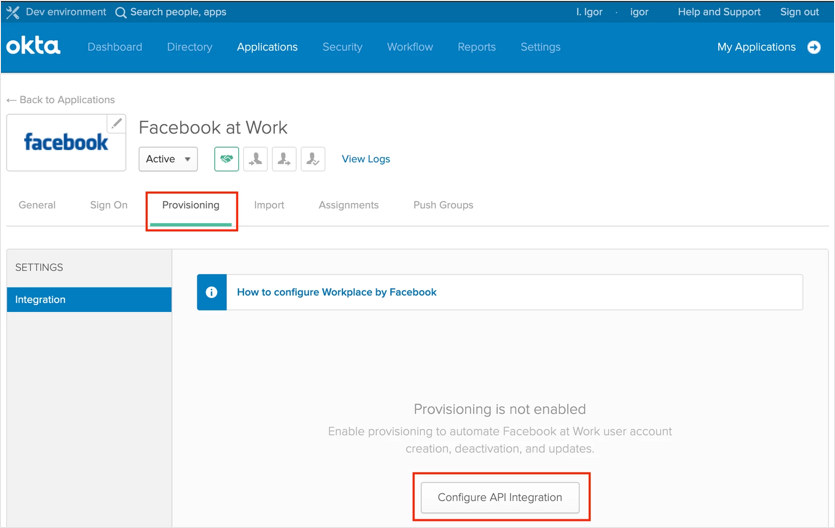 Dev environment Search people, apps I. Igor · igor Help and Support Sign out
okta Dashboard Directory Applications Security Workflow Reports Settings My Applications
← Back to Applications
facebook
Facebook at Work
Active View Logs
General Sign On Provisioning Import Assignments Push Groups
SETTINGS
Integration
How to configure Workplace by Facebook
Provisioning is not enabled
Enable provisioning to automate Facebook at Work user account
creation, deactivation, and updates.
Configure API Integration